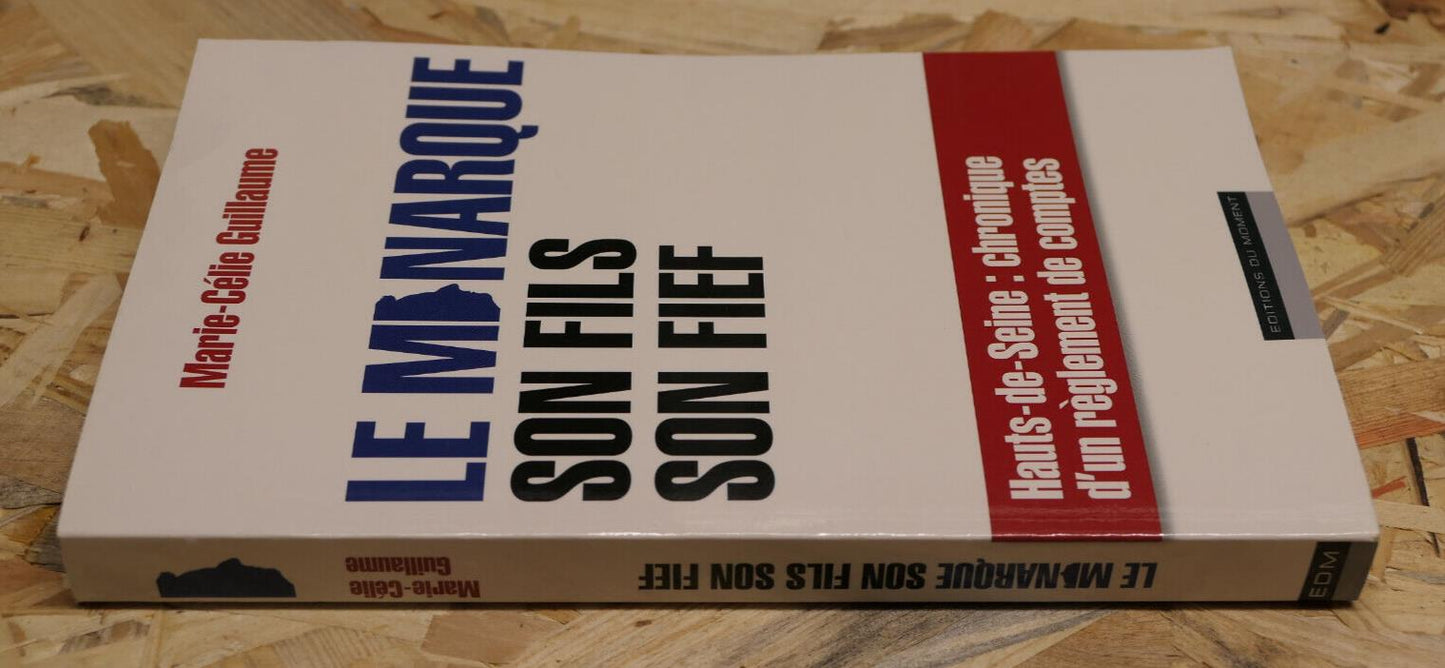 Marie-Célie Guillaume
LE MONARQUE
SON FILS
SON FIEF
Hauts-de-Seine : chronique
d'un règlement de comptes
EDITIONS DU MOMENT
Marie-Célie
Guillaume
LE MONARQUE SON FILS SON FIEF
EDM